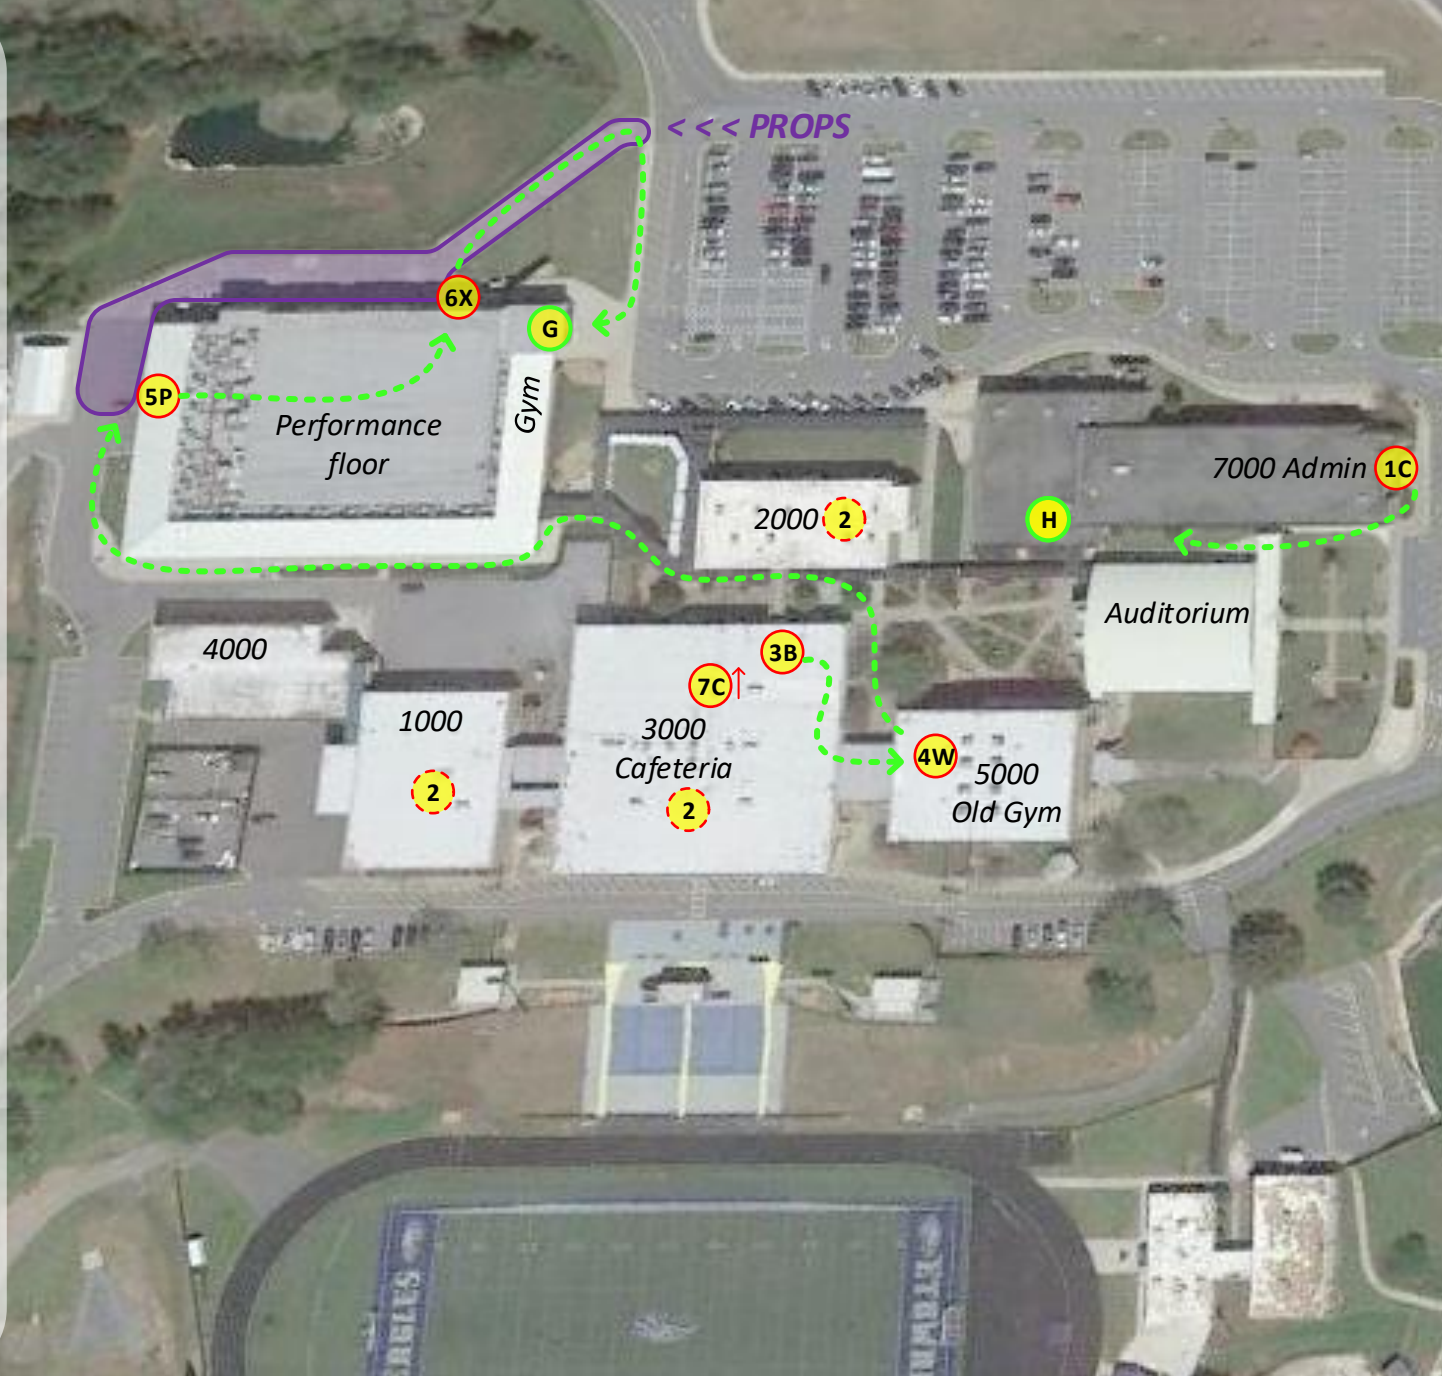 < < < PROPS
6X
G
5P
Gym
Performance
floor
7000 Admin
1C
2000
2
H
Auditorium
4000
3B
7C
1000
3000
Cafeteria
4W
5000
Old Gym
2
2